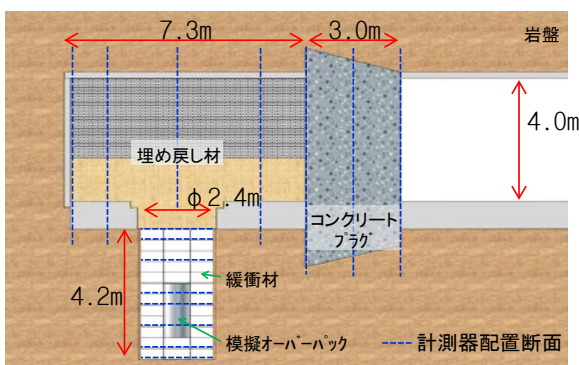 7.3m
3.0m
岩盤
4.0m
埋め戻し材
φ2.4m
コンクリート
プラグ
4.2m
緩衝材
模擬オーバーパック
計測器配置断面